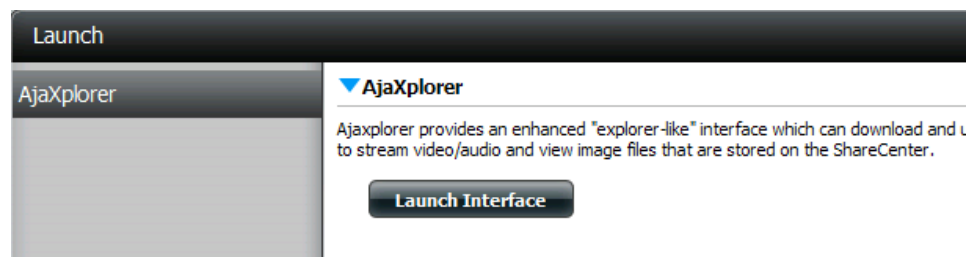 Launch
AjaXplorer
AjaXplorer
Ajaxplorer provides an enhanced "explorer-like" interface which can download and
to stream video/audio and view image files that are stored on the ShareCenter.
Launch Interface